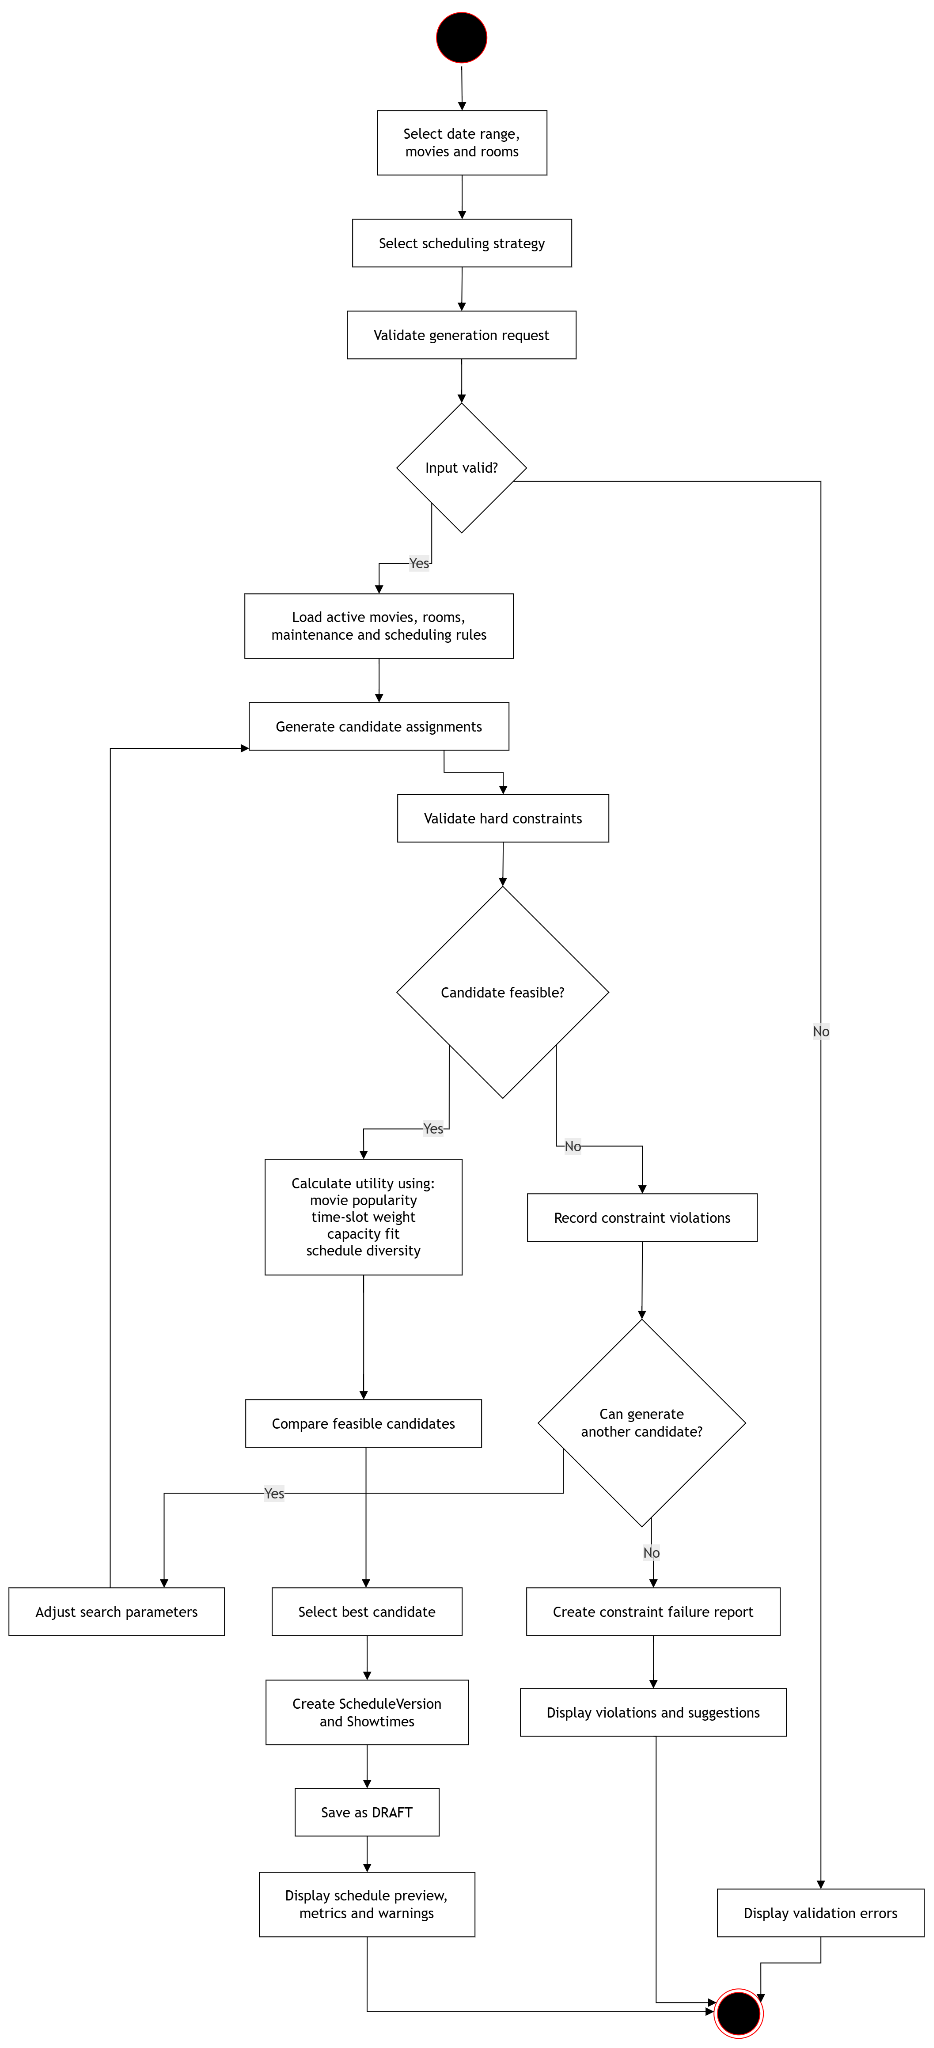 Select date range,
movies and rooms
Select scheduling strategy
Validate generation request
Input valid?
Yes
Load active movies, rooms,
maintenance and scheduling rules
Generate candidate assignments
Validate hard constraints
Candidate feasible?
No
Yes
No
Calculate utility using:
movie popularity
time-slot weight
capacity fit
schedule diversity
Record constraint violations
Can generate
another candidate?
Compare feasible candidates
Yes
No
Adjust search parameters
Select best candidate
Create constraint failure report
Create ScheduleVersion
and Showtimes
Display violations and suggestions
Save as DRAFT
Display schedule preview,
metrics and warnings
Display validation errors